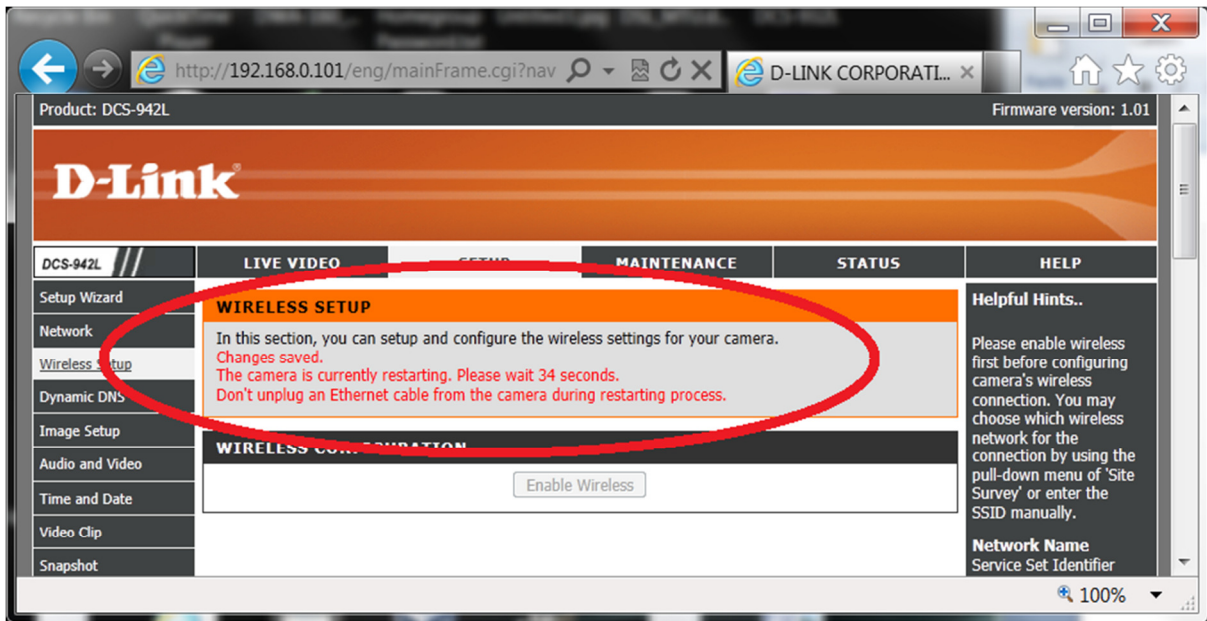 http://192.168.0.101/eng/mainFrame.cgi?nav
D-LINK CORPORATI...
Product: DCS-942L
Firmware version: 1.01
D-Link®
DCS-942L
LIVE VIDEO
SETUP
MAINTENANCE
STATUS
HELP
Setup Wizard
Network
Wireless Setup
Dynamic DNS
Image Setup
Audio and Video
Time and Date
Video Clip
Snapshot
WIRELESS SETUP
In this section, you can setup and configure the wireless settings for your camera.
Changes saved.
The camera is currently restarting. Please wait 34 seconds.
Don't unplug an Ethernet cable from the camera during restarting process.
WIRELESS CONFIGURATION
Enable Wireless
Helpful Hints..
Please enable wireless
first before configuring
camera's wireless
connection. You may
choose which wireless
network for the
connection by using the
pull-down menu of 'Site
Survey' or enter the
SSID manually.
Network Name
Service Set Identifier
100%